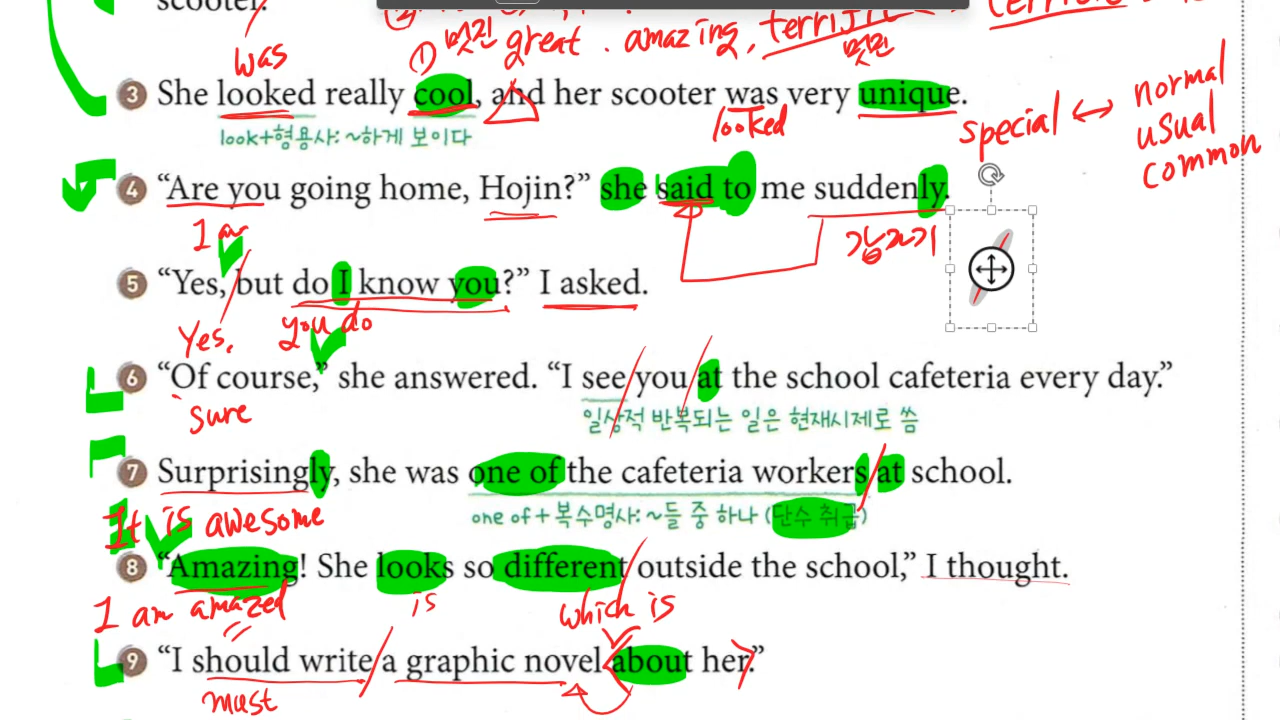 scooter.
was
① 멋진 great. amazing, terrific
멋진
③ She looked really cool, and her scooter was very unique.
look+형용사: ~하게 보이다
looked
special ↔ normal
usual
common
④ “Are you going home, Hojin?” she said to me suddenly.
I am
갑자기
⑤ “Yes, but do I know you?” I asked.
Yes. you do
⑥ “Of course,” she answered. “I see you at the school cafeteria every day.”
sure
일상적 반복되는 일은 현재시제로 씀
⑦ Surprisingly, she was one of the cafeteria workers at school.
one of + 복수명사: ~들 중 하나 (단수 취급)
It is awesome
⑧ “Amazing! She looks so different outside the school,” I thought.
I am amazed is which is
⑨ “I should write a graphic novel about her.”
must